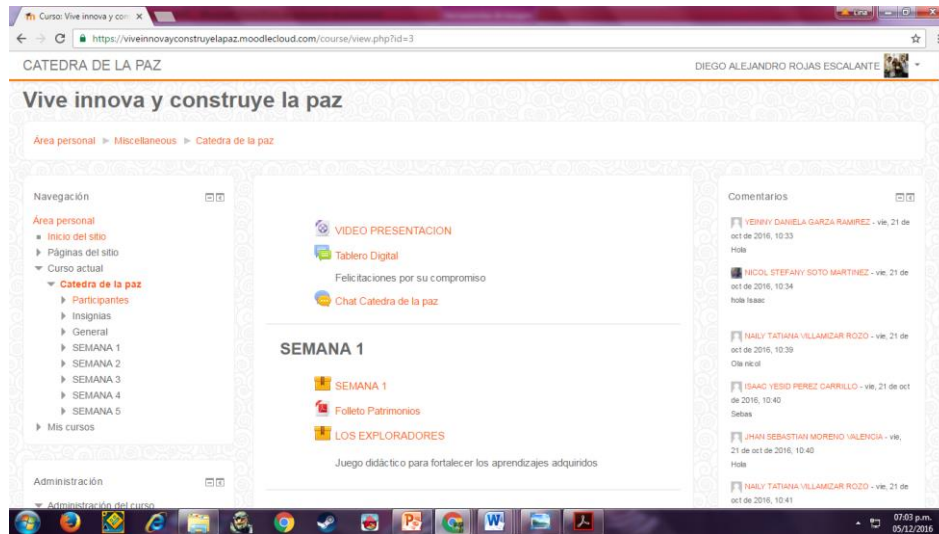 Curso: Vive innova y con
https://viveinnovayconstruyelapaz.moodlecloud.com/course/view.php?id=3
CATEDRA DE LA PAZ
DIEGO ALEJANDRO ROJAS ESCALANTE
Vive innova y construye la paz
Área personal ► Miscellaneous ► Catedra de la paz
Navegación
Área personal
Inicio del sitio
Páginas del sitio
Curso actual
Catedra de la paz
Participantes
Insignias
General
SEMANA 1
SEMANA 2
SEMANA 3
SEMANA 4
SEMANA 5
Mis cursos
Administración
Administración del curso
VIDEO PRESENTACION
Tablero Digital
Felicitaciones por su compromiso
Chat Catedra de la paz
SEMANA 1
SEMANA 1
Folleto Patrimonios
LOS EXPLORADORES
Juego didáctico para fortalecer los aprendizajes adquiridos
Comentarios
YEINNY DANIELA GARZA RAMIREZ - vie, 21 de
oct de 2016, 10:33
Hola
NICOL STEFANY SOTO MARTINEZ - vie, 21 de
oct de 2016, 10:34
hola Isaac
NAILY TATIANA VILLAMIZAR ROZO - vie, 21 de
oct de 2016, 10:39
Ola nicol
ISAAC YESID PEREZ CARRILLO - vie, 21 de oct
de 2016, 10:40
Sebas
JHAN SEBASTIAN MORENO VALENCIA - vie,
21 de oct de 2016, 10:40
Hola
NAILY TATIANA VILLAMIZAR ROZO - vie, 21 de
oct de 2016, 10:41
07:03 p.m.
05/12/2016